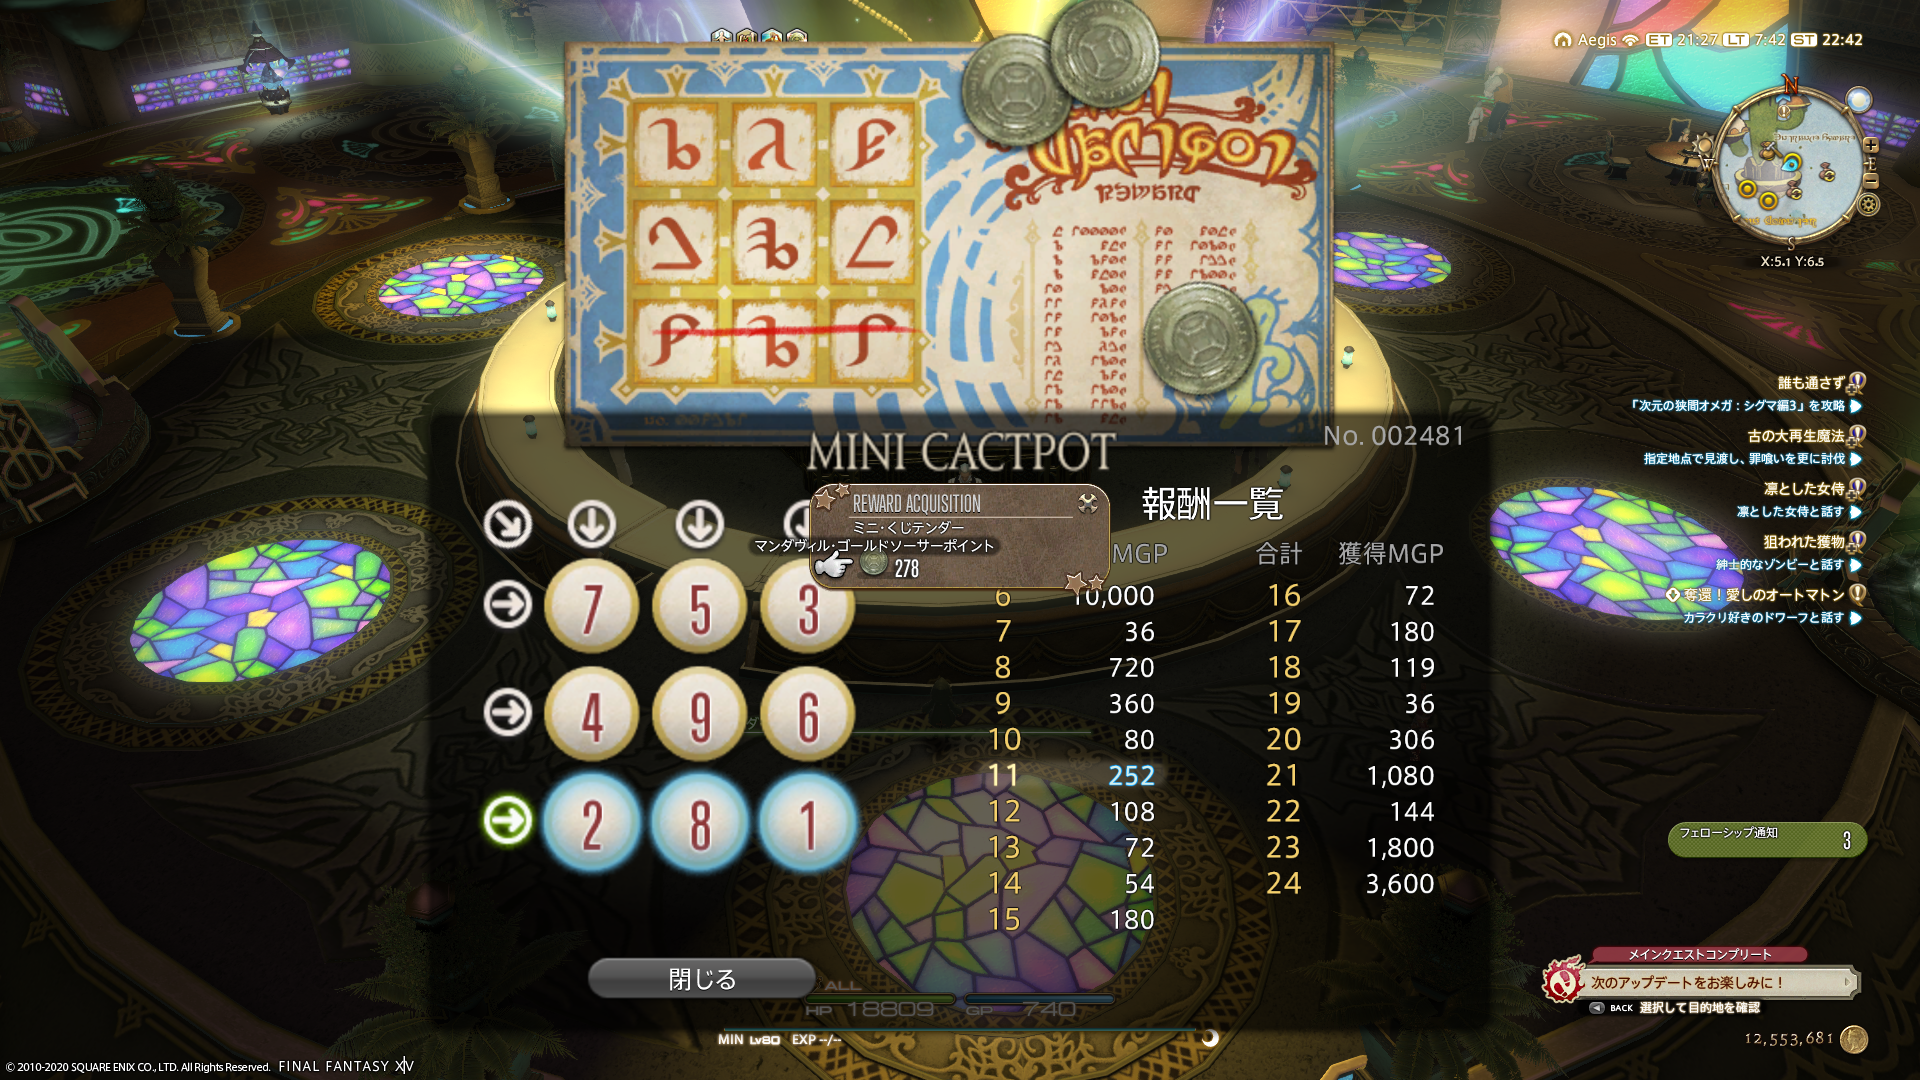 Aegis ET 21:27 LT 7:42 ST 22:42
N
W
E
S
X:5.1 Y:6.5
誰も通さず
「次元の狭間オメガ：シグマ編3」を攻略
古の大再生魔法
指定地点で見渡し、罪喰いを更に討伐
凛とした女侍
凛とした女侍と話す
狙われた獲物
紳士的なゾンビーと話す
奪還！愛しのオートマトン
カラクリ好きのドワーフと話す
No. 002481
MINI CACTPOT
REWARD ACQUISITION
ミニ・くじテンダー
マンダヴィル・ゴールドソーサーポイント
278
報酬一覧
MGP 合計 獲得MGP
7 5 3
4 9 6
2 8 1
6 10,000 16 72
7 36 17 180
8 720 18 119
9 360 19 36
10 80 20 306
11 252 21 1,080
12 108 22 144
13 72 23 1,800
14 54 24 3,600
15 180
閉じる
ALL
HP 18809 GP 740
MIN Lv80 EXP --/--
フェローシップ通知 3
メインクエストコンプリート
次のアップデートをお楽しみに！
BACK 選択して目的地を確認
12,553,681
© 2010-2020 SQUARE ENIX CO., LTD. All Rights Reserved. FINAL FANTASY XIV